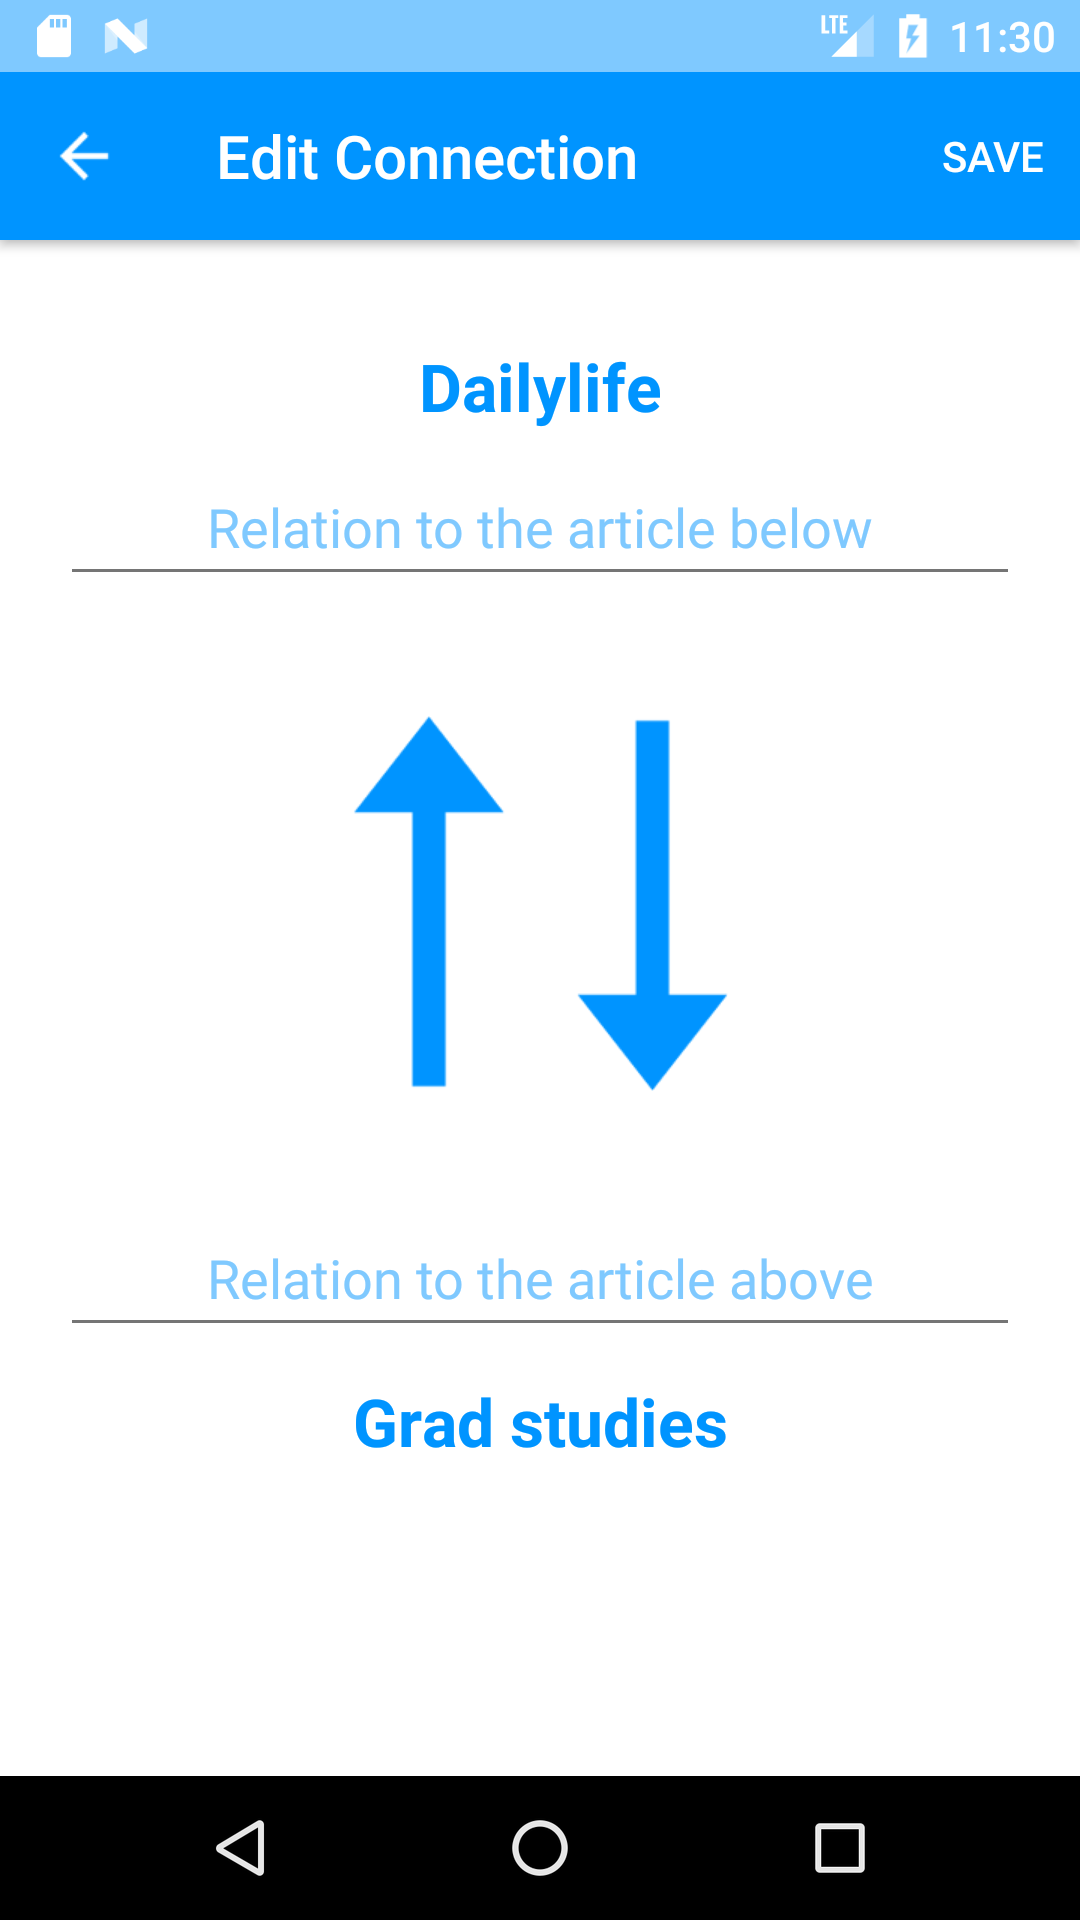 LTE 11:30
Edit Connection SAVE
Dailylife
Relation to the article below
Relation to the article above
Grad studies